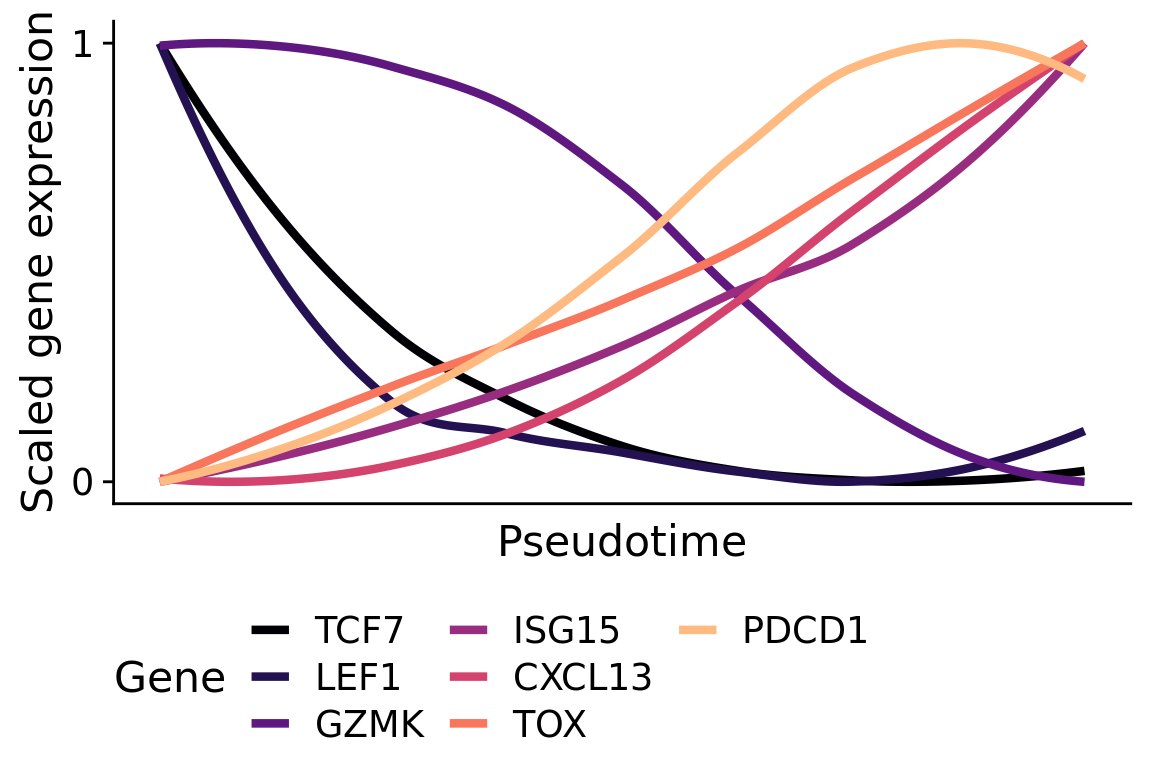 Scaled gene expression
1
0
Pseudotime
Gene
TCF7 ISG15 PDCD1
LEF1 CXCL13
GZMK TOX